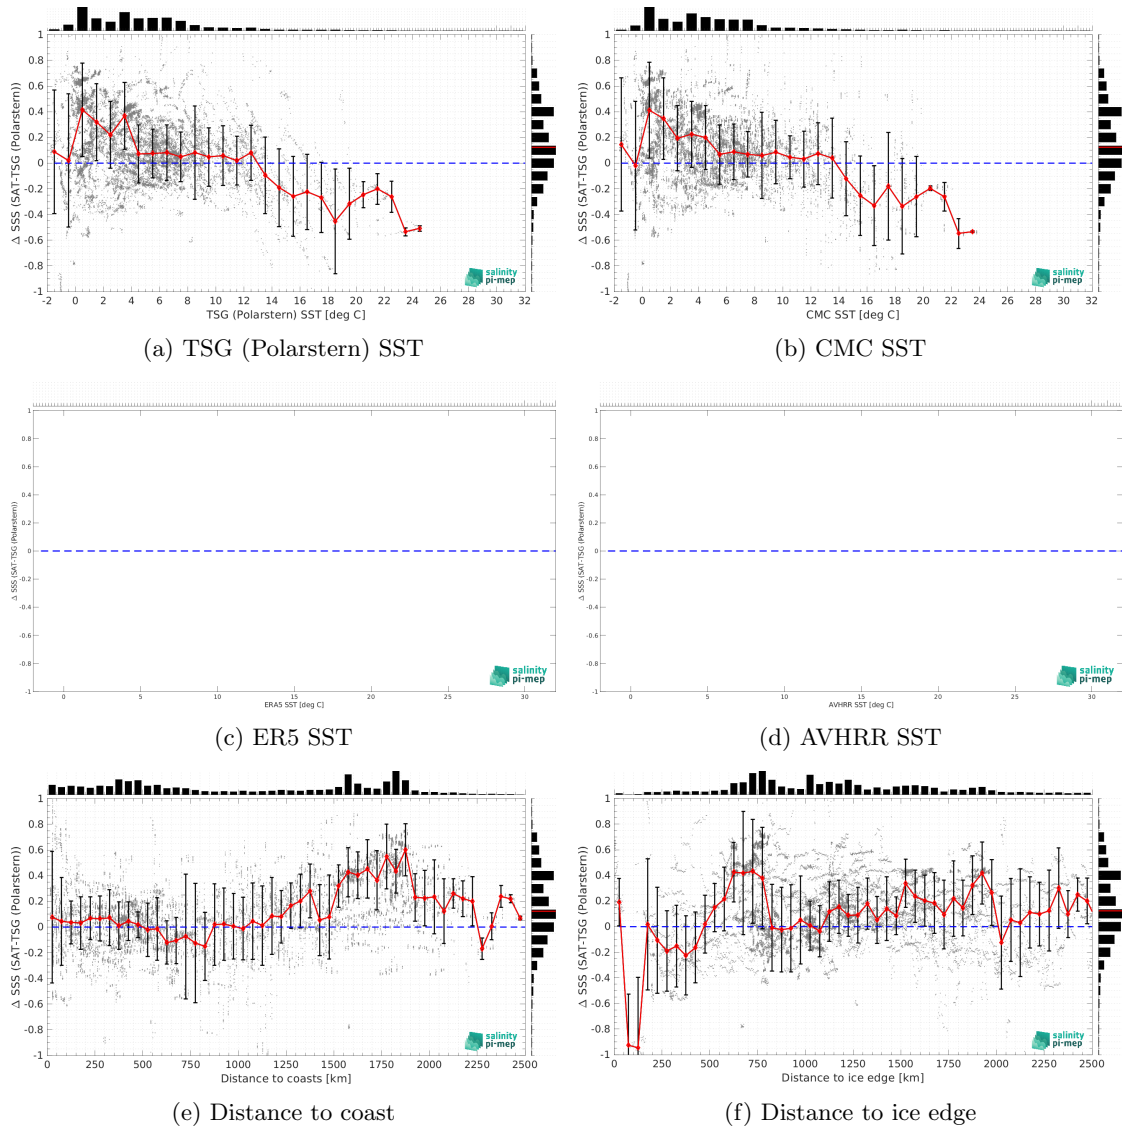 Δ SSS (SAT-TSG (Polarstern))
1
0.8
0.6
0.4
0.2
0
-0.2
-0.4
-0.6
-0.8
-1
-2 0 2 4 6 8 10 12 14 16 18 20 22 24 26 28 30 32
TSG (Polarstern) SST [deg C]
salinity
pi-mep
(a) TSG (Polarstern) SST
Δ SSS (SAT-TSG (Polarstern))
1
0.8
0.6
0.4
0.2
0
-0.2
-0.4
-0.6
-0.8
-1
-2 0 2 4 6 8 10 12 14 16 18 20 22 24 26 28 30 32
CMC SST [deg C]
salinity
pi-mep
(b) CMC SST
Δ SSS (SAT-TSG (Polarstern))
1
0.8
0.6
0.4
0.2
0
-0.2
-0.4
-0.6
-0.8
-1
0 5 10 15 20 25 30
ERA5 SST [deg C]
salinity
pi-mep
(c) ER5 SST
Δ SSS (SAT-TSG (Polarstern))
1
0.8
0.6
0.4
0.2
0
-0.2
-0.4
-0.6
-0.8
-1
0 5 10 15 20 25 30
AVHRR SST [deg C]
salinity
pi-mep
(d) AVHRR SST
Δ SSS (SAT-TSG (Polarstern))
1
0.8
0.6
0.4
0.2
0
-0.2
-0.4
-0.6
-0.8
-1
0 250 500 750 1000 1250 1500 1750 2000 2250 2500
Distance to coasts [km]
salinity
pi-mep
(e) Distance to coast
Δ SSS (SAT-TSG (Polarstern))
1
0.8
0.6
0.4
0.2
0
-0.2
-0.4
-0.6
-0.8
-1
0 250 500 750 1000 1250 1500 1750 2000 2250 2500
Distance to ice edge [km]
salinity
pi-mep
(f) Distance to ice edge